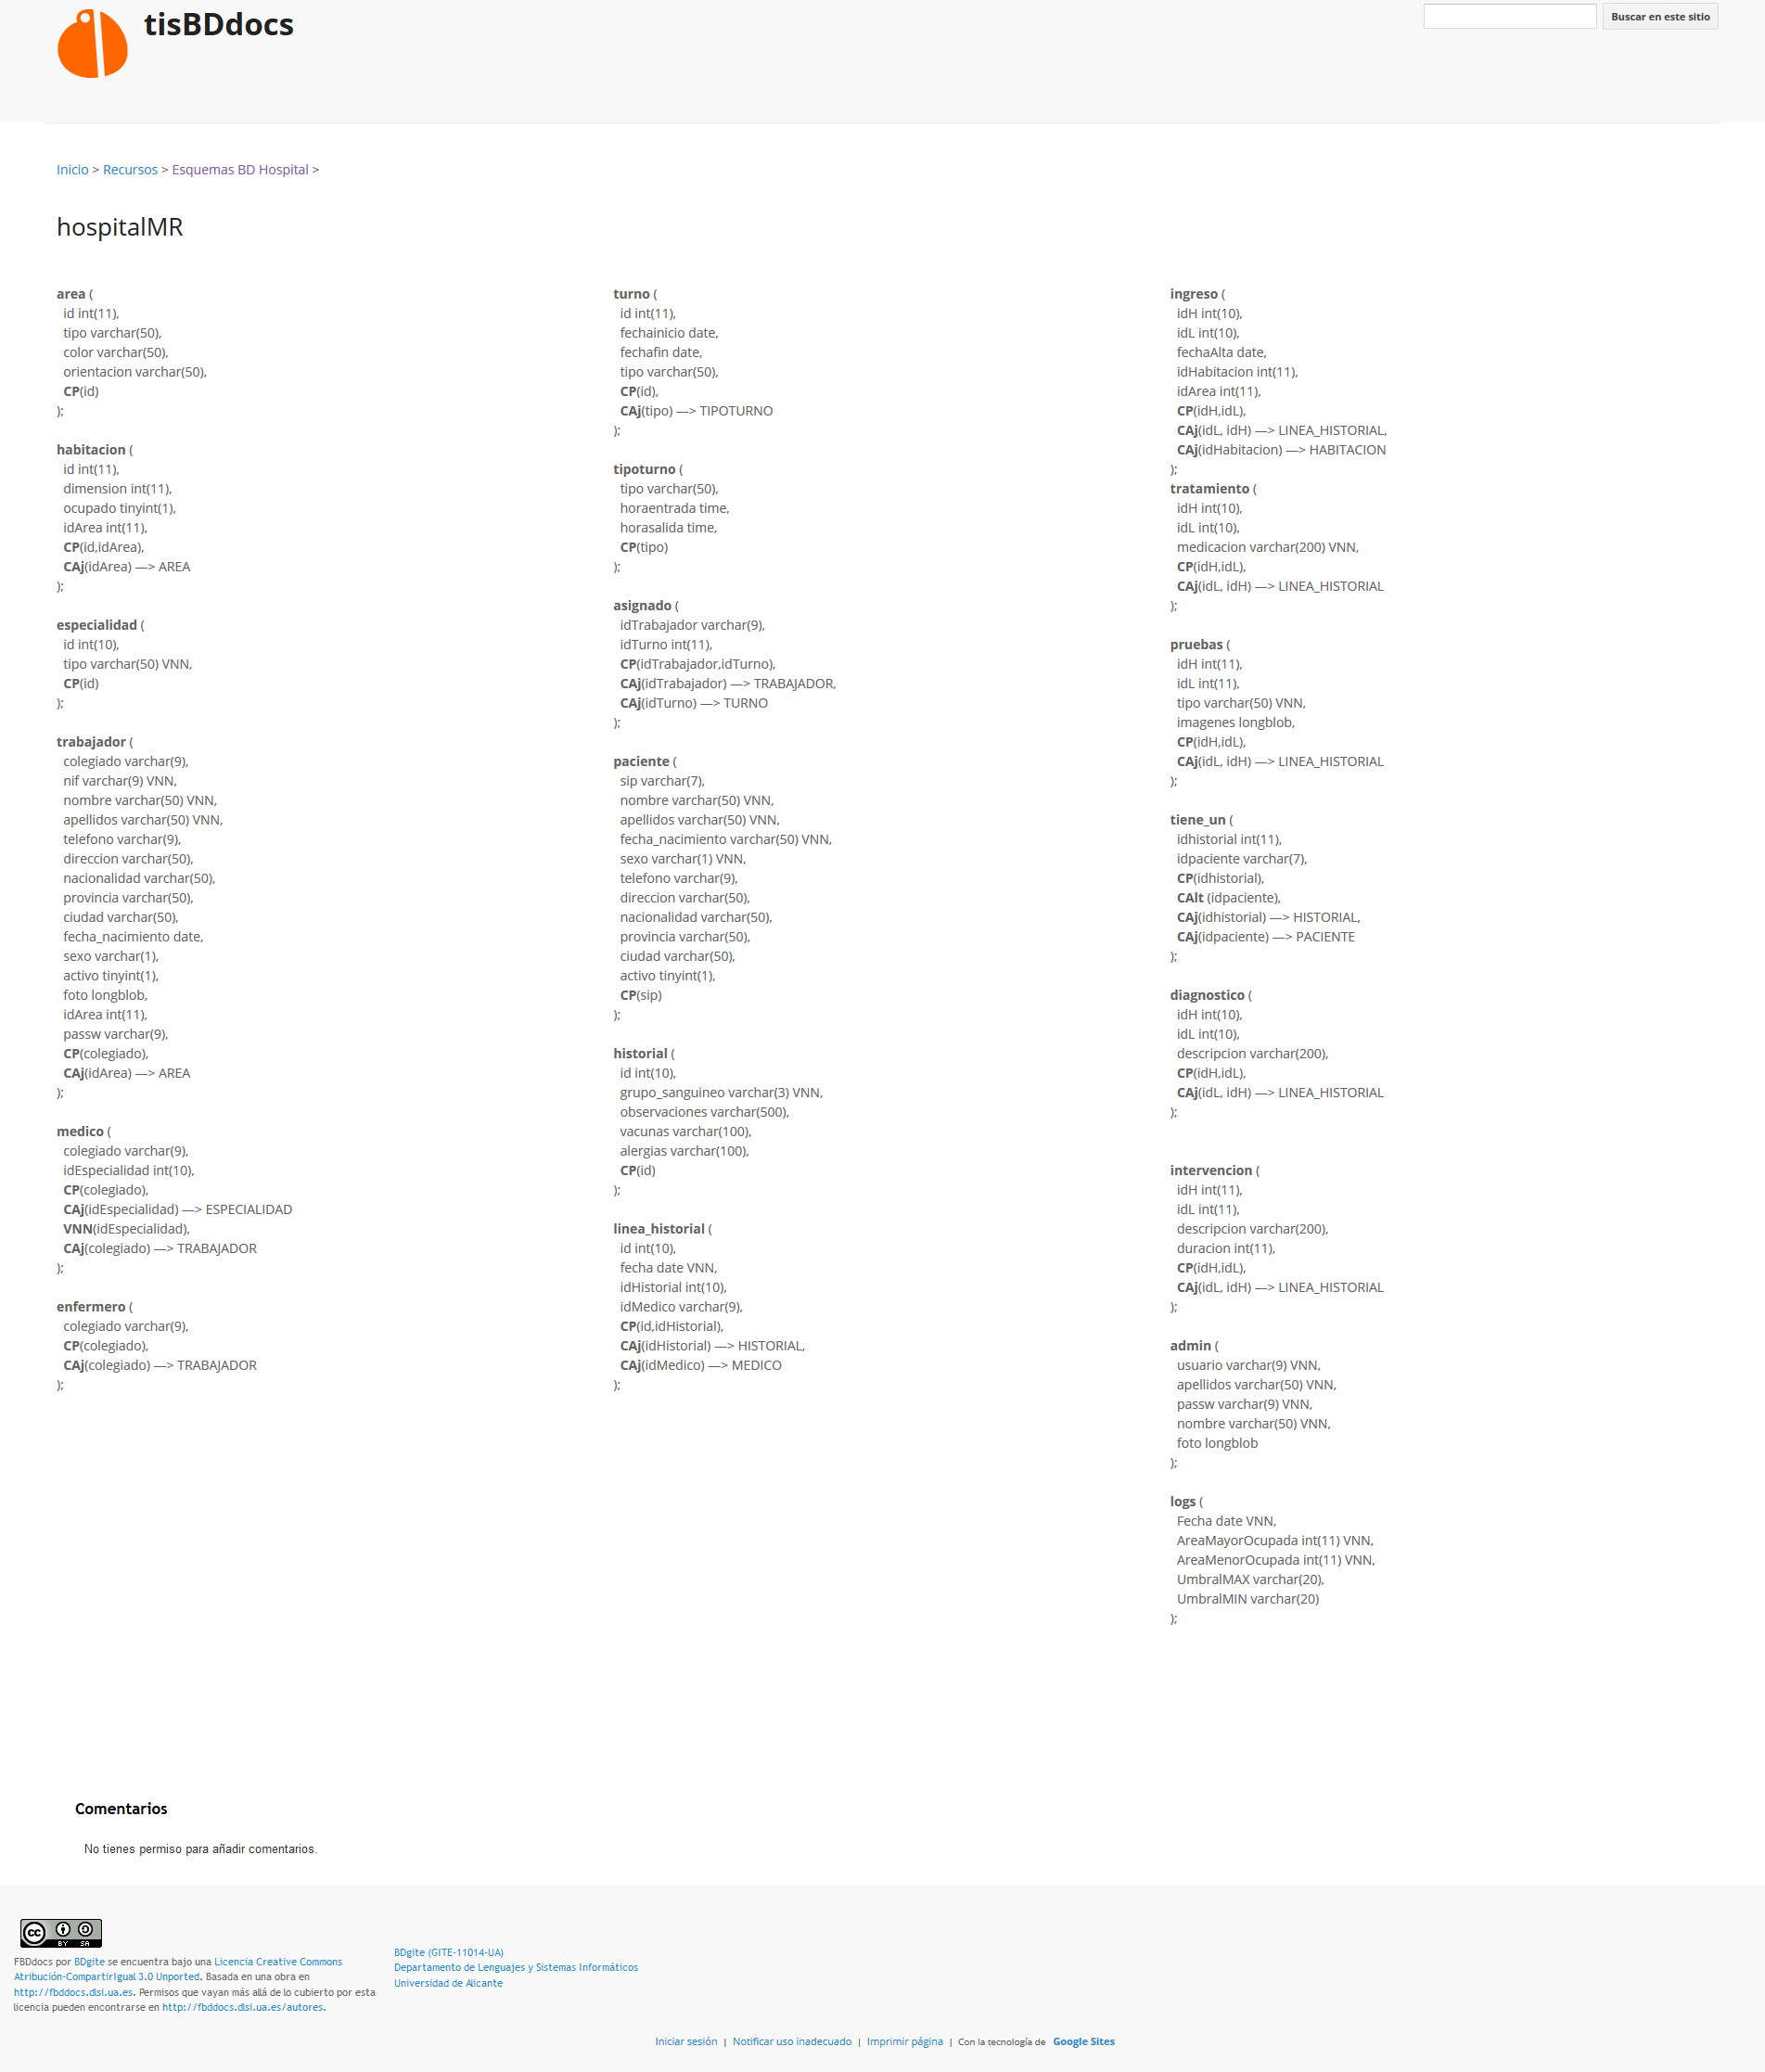 tisBDdocs
Buscar en este sitio
Inicio > Recursos > Esquemas BD Hospital >
hospitalMR
area (
id int(11),
tipo varchar(50),
color varchar(50),
orientacion varchar(50),
CP(id)
);
habitacion (
id int(11),
dimension int(11),
ocupado tinyint(1),
idArea int(11),
CP(id,idArea),
CAj(idArea) —> AREA
);
especialidad (
id int(10),
tipo varchar(50) VNN,
CP(id)
);
trabajador (
colegiado varchar(9),
nif varchar(9) VNN,
nombre varchar(50) VNN,
apellidos varchar(50) VNN,
telefono varchar(9),
direccion varchar(50),
nacionalidad varchar(50),
provincia varchar(50),
ciudad varchar(50),
fecha_nacimiento date,
sexo varchar(1),
activo tinyint(1),
foto longblob,
idArea int(11),
passw varchar(9),
CP(colegiado),
CAj(idArea) —> AREA
);
medico (
colegiado varchar(9),
idEspecialidad int(10),
CP(colegiado),
CAj(idEspecialidad) —> ESPECIALIDAD
VNN(idEspecialidad),
CAj(colegiado) —> TRABAJADOR
);
enfermero (
colegiado varchar(9),
CP(colegiado),
CAj(colegiado) —> TRABAJADOR
);
turno (
id int(11),
fechainicio date,
fechafin date,
tipo varchar(50),
CP(id),
CAj(tipo) —> TIPOTURNO
);
tipoturno (
tipo varchar(50),
horaentrada time,
horasalida time,
CP(tipo)
);
asignado (
idTrabajador varchar(9),
idTurno int(11),
CP(idTrabajador,idTurno),
CAj(idTrabajador) —> TRABAJADOR,
CAj(idTurno) —> TURNO
);
paciente (
sip varchar(7),
nombre varchar(50) VNN,
apellidos varchar(50) VNN,
fecha_nacimiento varchar(50) VNN,
sexo varchar(1) VNN,
telefono varchar(9),
direccion varchar(50),
nacionalidad varchar(50),
provincia varchar(50),
ciudad varchar(50),
activo tinyint(1),
CP(sip)
);
historial (
id int(10),
grupo_sanguineo varchar(3) VNN,
observaciones varchar(500),
vacunas varchar(100),
alergias varchar(100),
CP(id)
);
linea_historial (
id int(10),
fecha date VNN,
idHistorial int(10),
idMedico varchar(9),
CP(id,idHistorial),
CAj(idHistorial) —> HISTORIAL,
CAj(idMedico) —> MEDICO
);
ingreso (
idH int(10),
idL int(10),
fechaAlta date,
idHabitacion int(11),
idArea int(11),
CP(idH,idL),
CAj(idL, idH) —> LINEA_HISTORIAL,
CAj(idHabitacion) —> HABITACION
);
tratamiento (
idH int(10),
idL int(10),
medicacion varchar(200) VNN,
CP(idH,idL),
CAj(idL, idH) —> LINEA_HISTORIAL
);
pruebas (
idH int(11),
idL int(11),
tipo varchar(50) VNN,
imagenes longblob,
CP(idH,idL),
CAj(idL, idH) —> LINEA_HISTORIAL
);
tiene_un (
idhistorial int(11),
idpaciente varchar(7),
CP(idhistorial),
CAlt (idpaciente),
CAj(idhistorial) —> HISTORIAL,
CAj(idpaciente) —> PACIENTE
);
diagnostico (
idH int(10),
idL int(10),
descripcion varchar(200),
CP(idH,idL),
CAj(idL, idH) —> LINEA_HISTORIAL
);
intervencion (
idH int(11),
idL int(11),
descripcion varchar(200),
duracion int(11),
CP(idH,idL),
CAj(idL, idH) —> LINEA_HISTORIAL
);
admin (
usuario varchar(9) VNN,
apellidos varchar(50) VNN,
passw varchar(9) VNN,
nombre varchar(50) VNN,
foto longblob
);
logs (
Fecha date VNN,
AreaMayorOcupada int(11) VNN,
AreaMenorOcupada int(11) VNN,
UmbralMAX varchar(20),
UmbralMIN varchar(20)
);
Comentarios
No tienes permiso para añadir comentarios.
cc BY SA
FBDdocs por BDgite se encuentra bajo una Licencia Creative Commons
Atribución-CompartirIgual 3.0 Unported. Basada en una obra en
http://fbddocs.dlsi.ua.es. Permisos que vayan más allá de lo cubierto por esta
licencia pueden encontrarse en http://fbddocs.dlsi.ua.es/autores.
BDgite (GITE-11014-UA)
Departamento de Lenguajes y Sistemas Informáticos
Universidad de Alicante
Iniciar sesión | Notificar uso inadecuado | Imprimir página | Con la tecnología de Google Sites